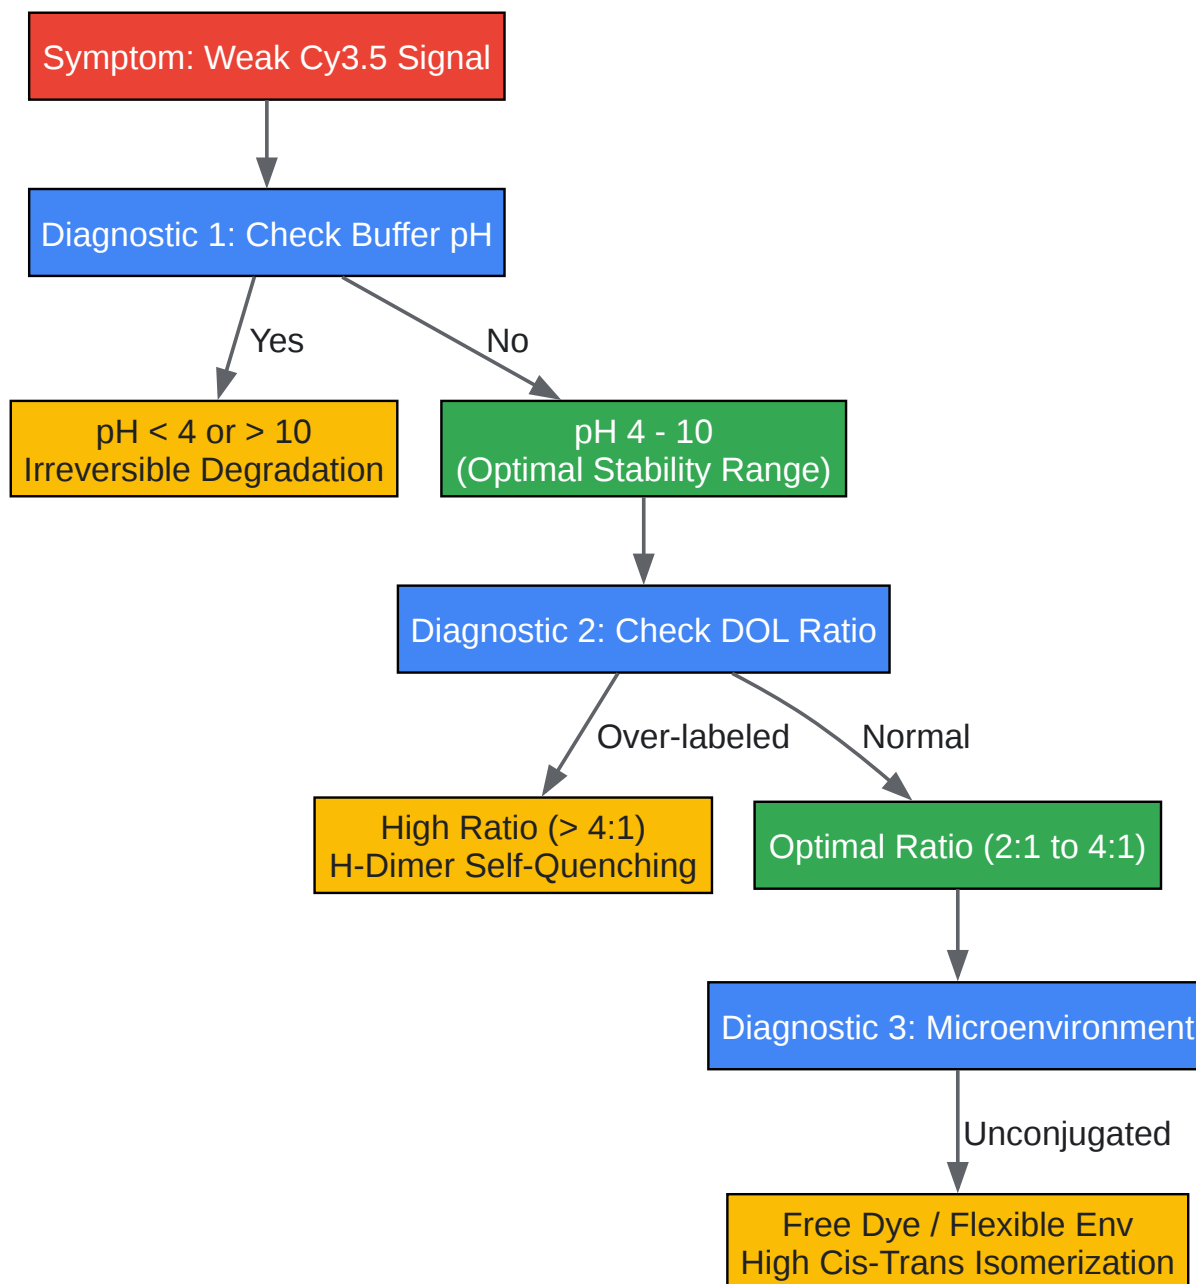 Symptom: Weak Cy3.5 Signal
Diagnostic 1: Check Buffer pH
Yes
No
pH < 4 or > 10
Irreversible Degradation
pH 4 - 10
(Optimal Stability Range)
Diagnostic 2: Check DOL Ratio
Over-labeled
Normal
High Ratio (> 4:1)
H-Dimer Self-Quenching
Optimal Ratio (2:1 to 4:1)
Diagnostic 3: Microenvironment
Unconjugated
Free Dye / Flexible Env
High Cis-Trans Isomerization